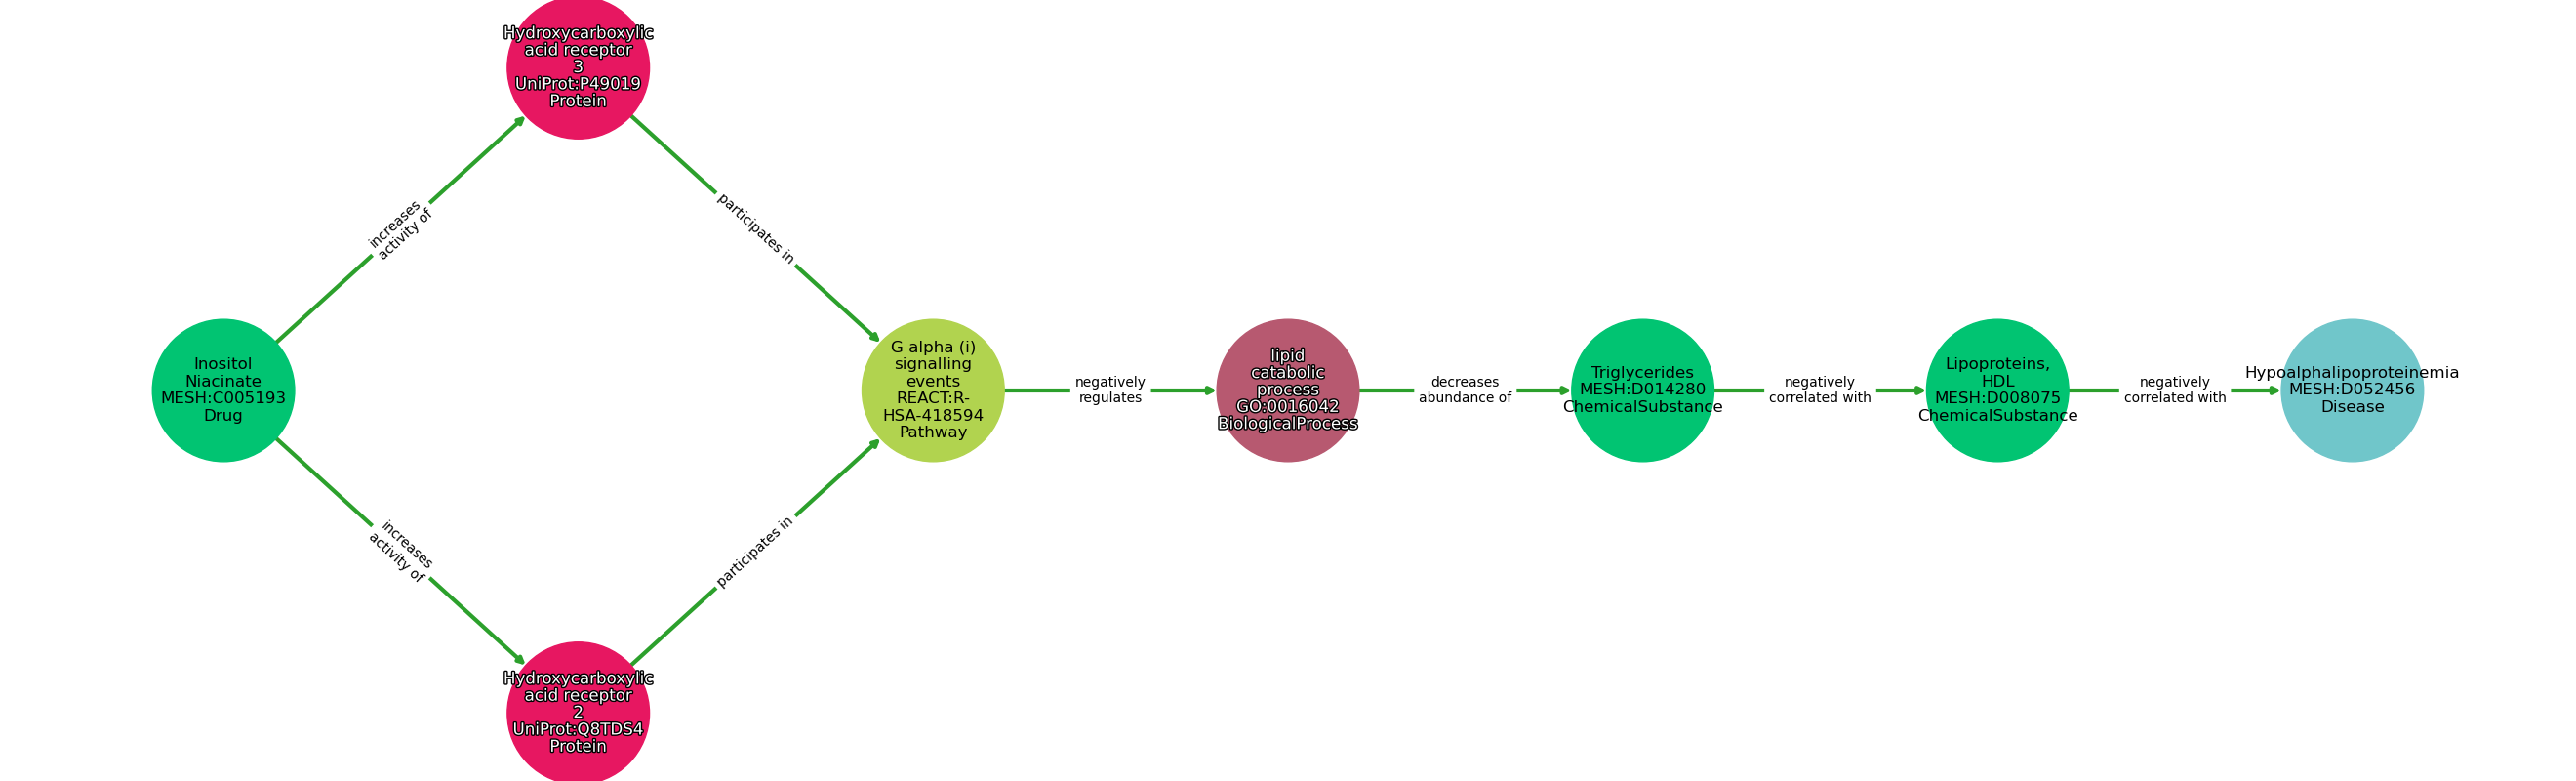 Hydroxycarboxylic
acid receptor
3
UniProt:P49019
Protein
increases
activity of
participates in
Inositol
Niacinate
MESH:C005193
Drug
G alpha (i)
signalling
events
REACT:R-
HSA-418594
Pathway
negatively
regulates
lipid
catabolic
process
GO:0016042
BiologicalProcess
decreases
abundance of
Triglycerides
MESH:D014280
ChemicalSubstance
negatively
correlated with
Lipoproteins,
HDL
MESH:D008075
ChemicalSubstance
negatively
correlated with
Hypoalphalipoproteinemia
MESH:D052456
Disease
increases
activity of
participates in
Hydroxycarboxylic
acid receptor
2
UniProt:Q8TDS4
Protein